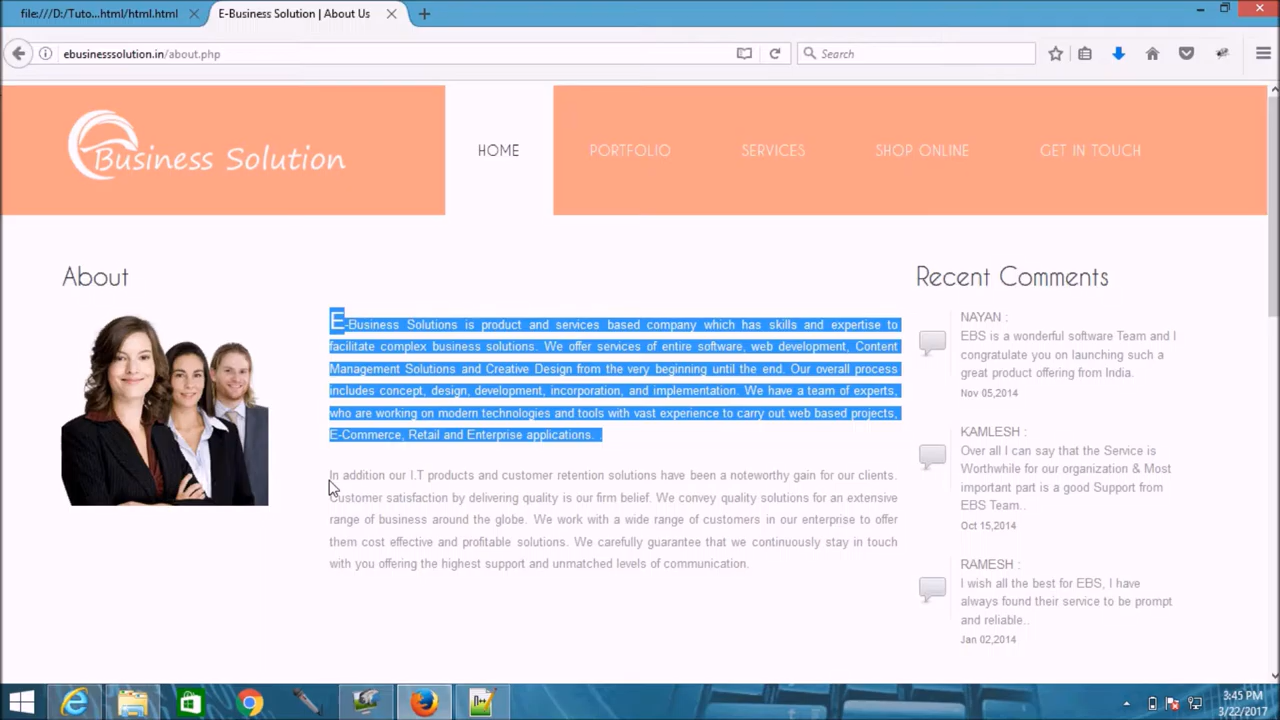 file:///D:/Tuto...html/html.html
E-Business Solution | About Us
ebusinesssolution.in/about.php
Search
Business Solution
HOME
PORTFOLIO
SERVICES
SHOP ONLINE
GET IN TOUCH
About
E-Business Solutions is product and services based company which has skills and expertise to
facilitate complex business solutions. We offer services of entire software, web development, Content
Management Solutions and Creative Design from the very beginning until the end. Our overall process
includes concept, design, development, incorporation, and implementation. We have a team of experts,
who are working on modern technologies and tools with vast experience to carry out web based projects,
E-Commerce, Retail and Enterprise applications. .
In addition our I.T products and customer retention solutions have been a noteworthy gain for our clients.
Customer satisfaction by delivering quality is our firm belief. We convey quality solutions for an extensive
range of business around the globe. We work with a wide range of customers in our enterprise to offer
them cost effective and profitable solutions. We carefully guarantee that we continuously stay in touch
with you offering the highest support and unmatched levels of communication.
Recent Comments
NAYAN :
EBS is a wonderful software Team and I
congratulate you on launching such a
great product offering from India.
Nov 05,2014
KAMLESH :
Over all I can say that the Service is
Worthwhile for our organization & Most
important part is a good Support from
EBS Team..
Oct 15,2014
RAMESH :
I wish all the best for EBS, I have
always found their service to be prompt
and reliable..
Jan 02,2014
3:45 PM
3/22/2017